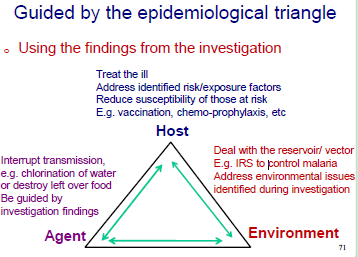 Guided by the epidemiological triangle
Using the findings from the investigation
Treat the ill
Address identified risk/exposure factors
Reduce susceptibility of those at risk
E.g. vaccination, chemo-prophylaxis, etc
Host
Interrupt transmission,
e.g. chlorination of water
or destroy left over food
Be guided by
investigation findings
Deal with the reservoir/ vector
E.g. IRS to control malaria
Address environmental issues
identified during investigation
Agent
Environment
71